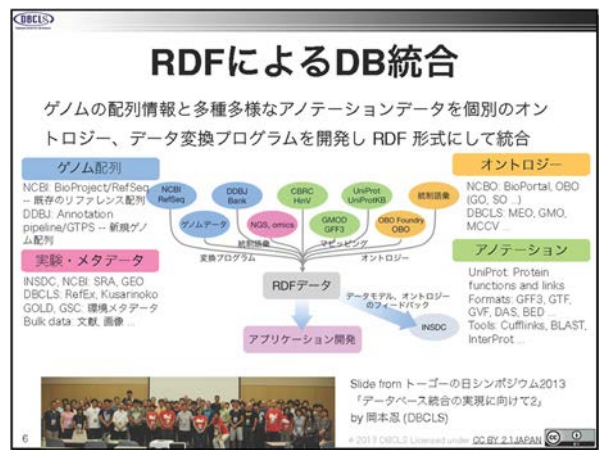 DBCLS
RDFによるDB統合
ゲノムの配列情報と多種多様なアノテーションデータを個別のオン
トロジー、データ変換プログラムを開発し RDF 形式にして統合
ゲノム配列
NCBI: BioProject/RefSeq
-- 既存のリファレンス配列
DDBJ: Annotation
pipeline/GTPS -- 新規ゲノ
ム配列
実験・メタデータ
INSDC, NCBI: SRA, GEO
DBCLS: RefEx, Kusarinoko
GOLD, GSC: 環境メタデータ
Bulk data: 文献, 画像 ...
NCBI
RefSeq
DDBJ
Bank
CBRC
HinV
UniProt
UniProtKB
統制語彙
ゲノムデータ
NGS, omics
GMOD
GFF3
OBO Foundry
OBO
統制語彙
マッピング
変換プログラム
オントロジー
RDFデータ
データモデル、オントロジー
のフィードバック
INSDC
アプリケーション開発
オントロジー
NCBO: BioPortal, OBO
(GO, SO ...)
DBCLS: MEO, GMO,
MCCV ...
アノテーション
UniProt: Protein
functions and links
Formats: GFF3, GTF,
GVF, DAS, BED ...
Tools: Cufflinks, BLAST,
InterPro ...
Slide from トーゴーの日シンポジウム2013
「データベース統合の実現に向けて2」
by 岡本忍 (DBCLS)
6
© 2013 DBCLS Licensed under CC BY 2.1JAPAN